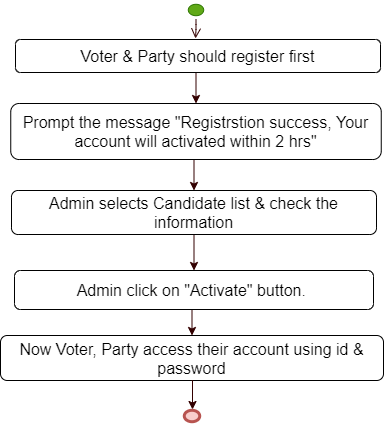 Voter & Party should register first
Prompt the message "Registrstion success, Your
account will activated within 2 hrs"
Admin selects Candidate list & check the
information
Admin click on "Activate" button.
Now Voter, Party access their account using id &
password